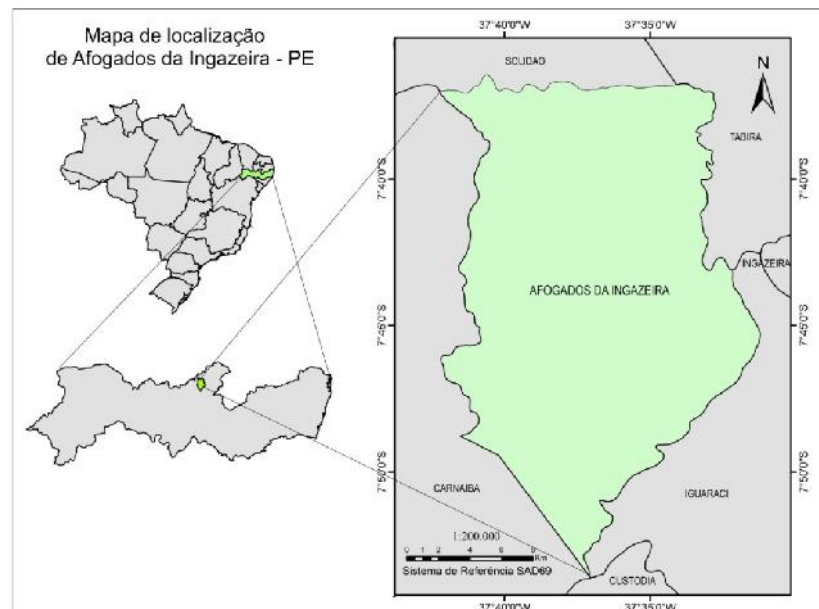 Mapa de localização
de Afogados da Ingazeira - PE
37°40'0"W
37°35'0"W
SOLIDAO
N
TABIRA
7°40'0"S
7°40'0"S
INGAZEIRA
AFOGADOS DA INGAZEIRA
7°45'0"S
7°45'0"S
7°50'0"S
7°50'0"S
CARNAIBA
IGUARACI
1:200.000
0 1 2 4 6 8
Km
Sistema de Referência SAD69
CUSTODIA
37°40'0"W
37°35'0"W